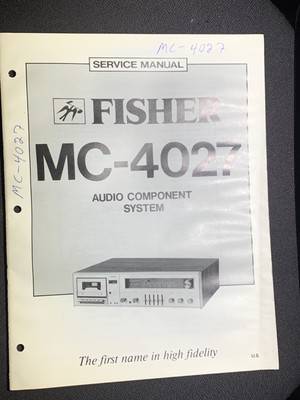 MC-4027
SERVICE MANUAL
FISHER
MC-4027
MC-4027
AUDIO COMPONENT
SYSTEM
The first name in high fidelity
U.S.